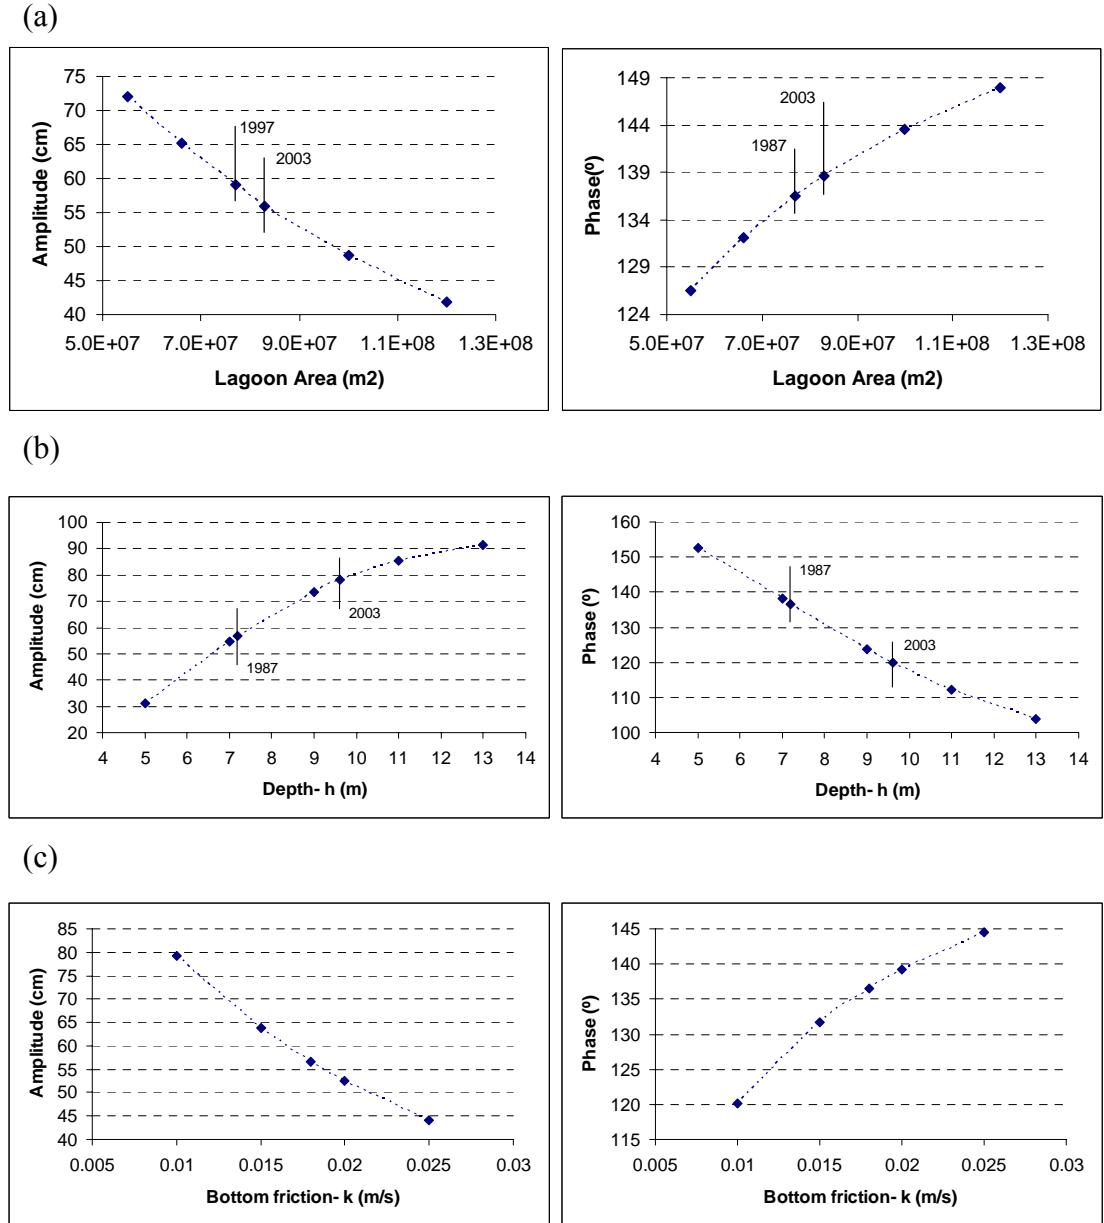 (a)
75
70
65
60
55
50
45
40
Amplitude (cm)
1997
2003
5.0E+07 7.0E+07 9.0E+07 1.1E+08 1.3E+08
Lagoon Area (m2)
149
144
139
134
129
124
Phase(º)
2003
1987
5.0E+07 7.0E+07 9.0E+07 1.1E+08 1.3E+08
Lagoon Area (m2)
(b)
100
90
80
70
60
50
40
30
20
Amplitude (cm)
1987
2003
4 5 6 7 8 9 10 11 12 13 14
Depth- h (m)
160
150
140
130
120
110
100
Phase (º)
1987
2003
4 5 6 7 8 9 10 11 12 13 14
Depth- h (m)
(c)
85
80
75
70
65
60
55
50
45
40
Amplitude (cm)
0.005 0.01 0.015 0.02 0.025 0.03
Bottom friction- k (m/s)
145
140
135
130
125
120
115
Phase (º)
0.005 0.01 0.015 0.02 0.025 0.03
Bottom friction- k (m/s)